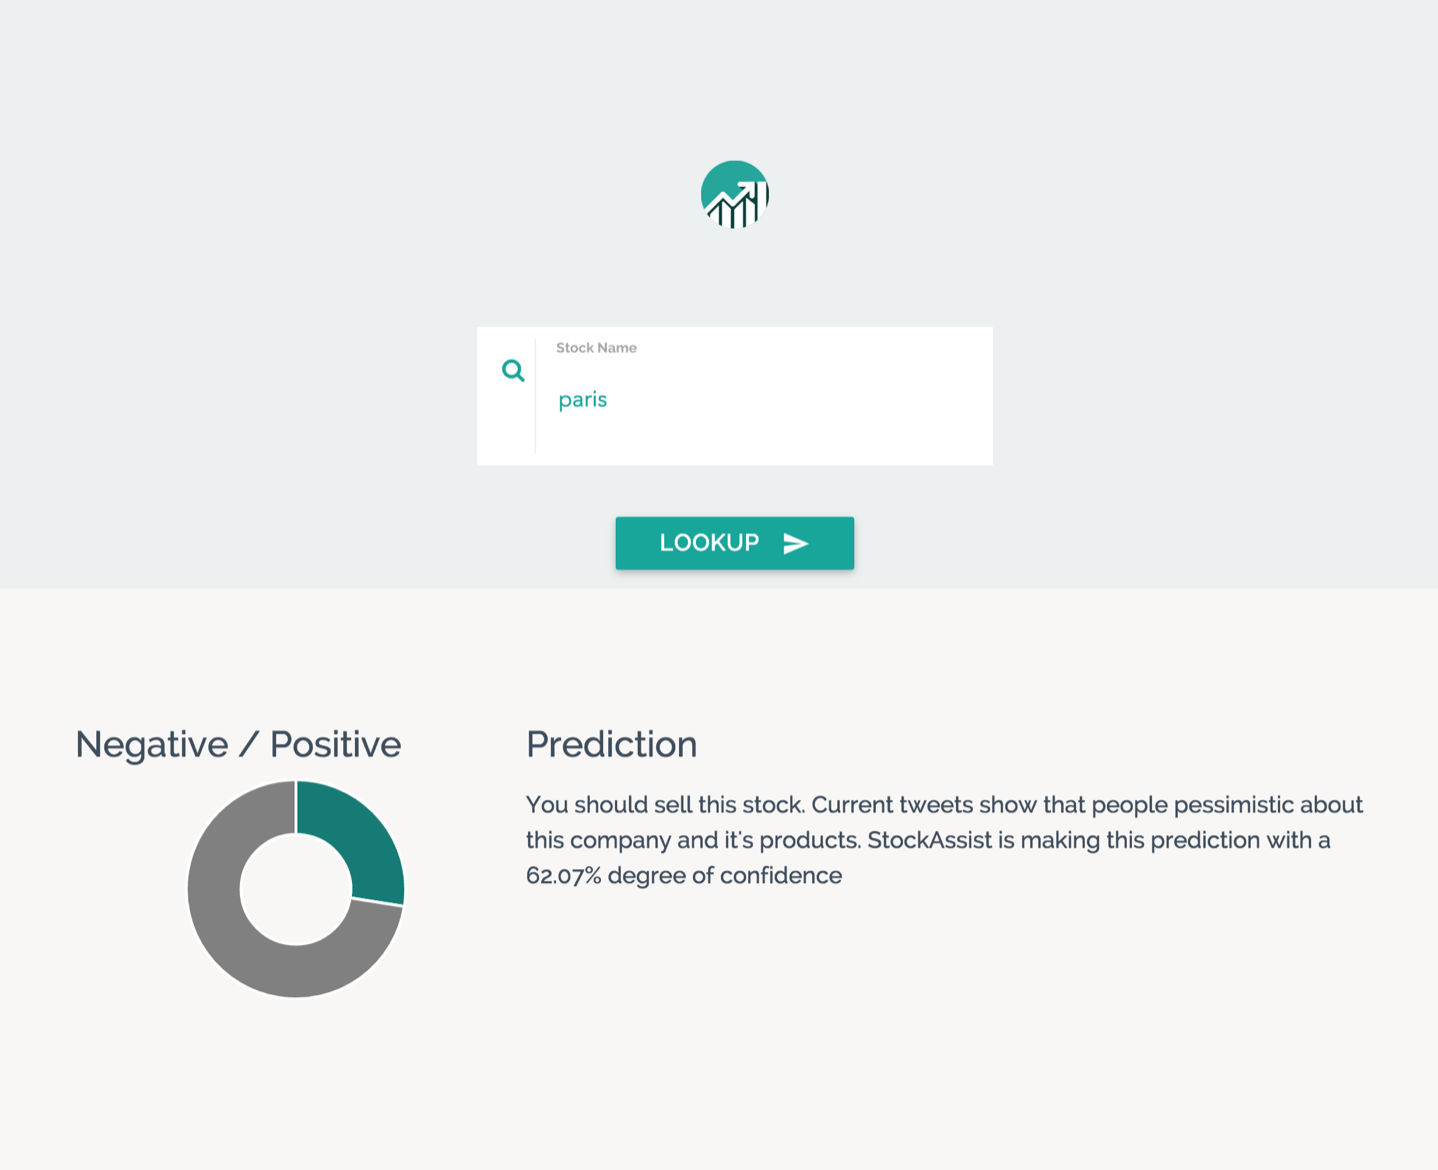 Stock Name
paris
LOOKUP
Negative / Positive
Prediction
You should sell this stock. Current tweets show that people pessimistic about
this company and it's products. StockAssist is making this prediction with a
62.07% degree of confidence